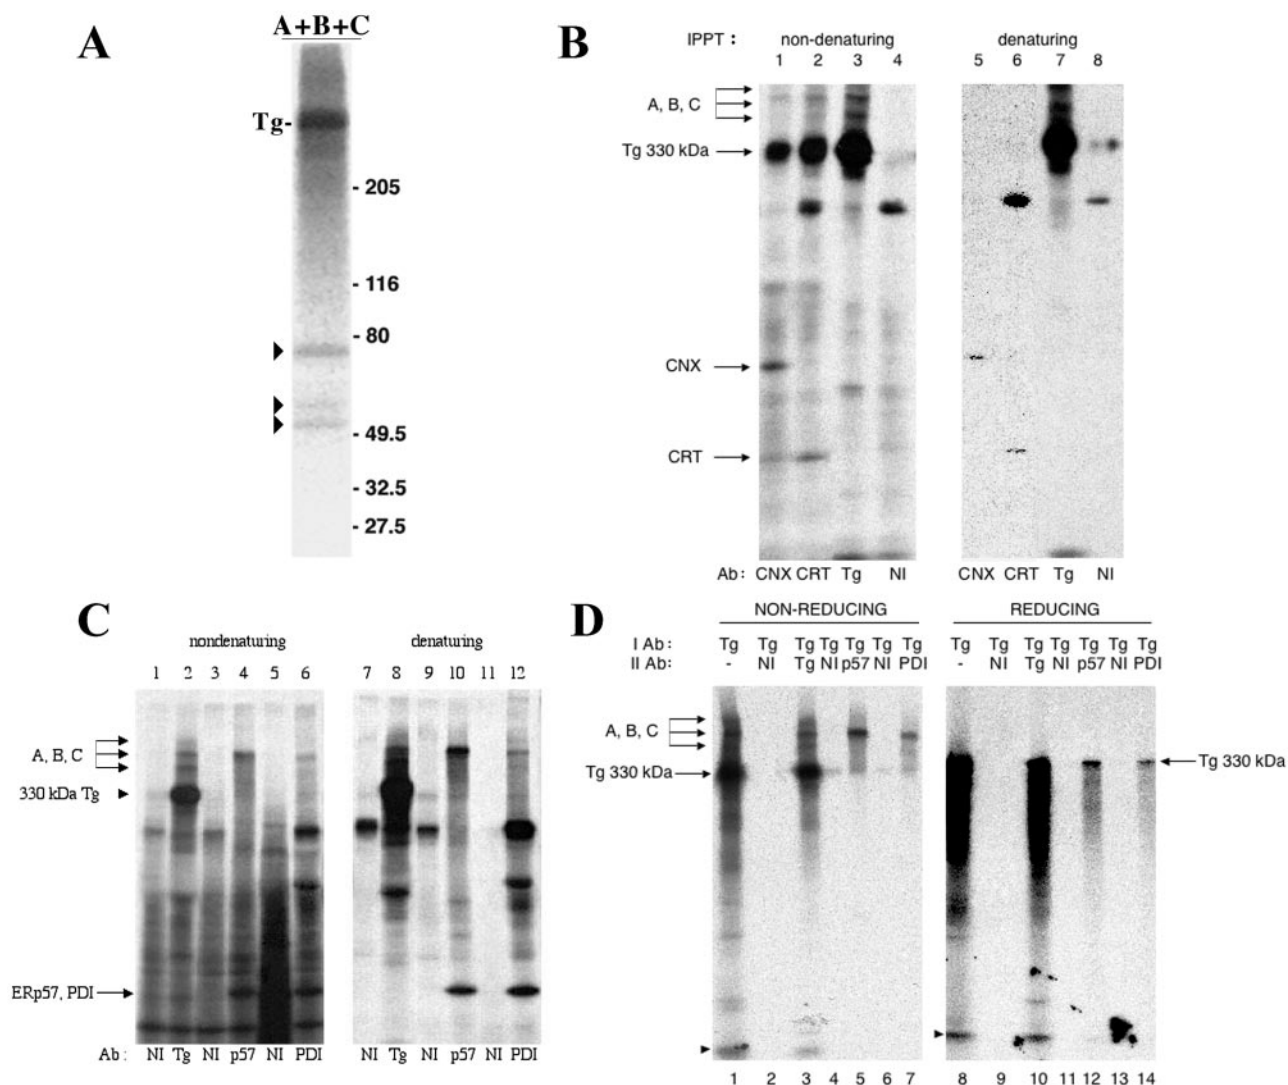 A
A+B+C
Tg-
- 205
- 116
- 80
- 49.5
- 32.5
- 27.5
B
IPPT : non-denaturing denaturing
1 2 3 4 5 6 7 8
A, B, C
Tg 330 kDa
CNX
CRT
Ab: CNX CRT Tg NI CNX CRT Tg NI
C
nondenaturing denaturing
1 2 3 4 5 6 7 8 9 10 11 12
A, B, C
330 kDa Tg
ERp57, PDI
Ab: NI Tg NI p57 NI PDI NI Tg NI p57 NI PDI
D
NON-REDUCING REDUCING
I Ab: Tg Tg Tg Tg Tg Tg Tg Tg Tg Tg Tg Tg Tg Tg
II Ab: - NI Tg NI p57 NI PDI - NI Tg NI p57 NI PDI
A, B, C
Tg 330 kDa
Tg 330 kDa
1 2 3 4 5 6 7 8 9 10 11 12 13 14